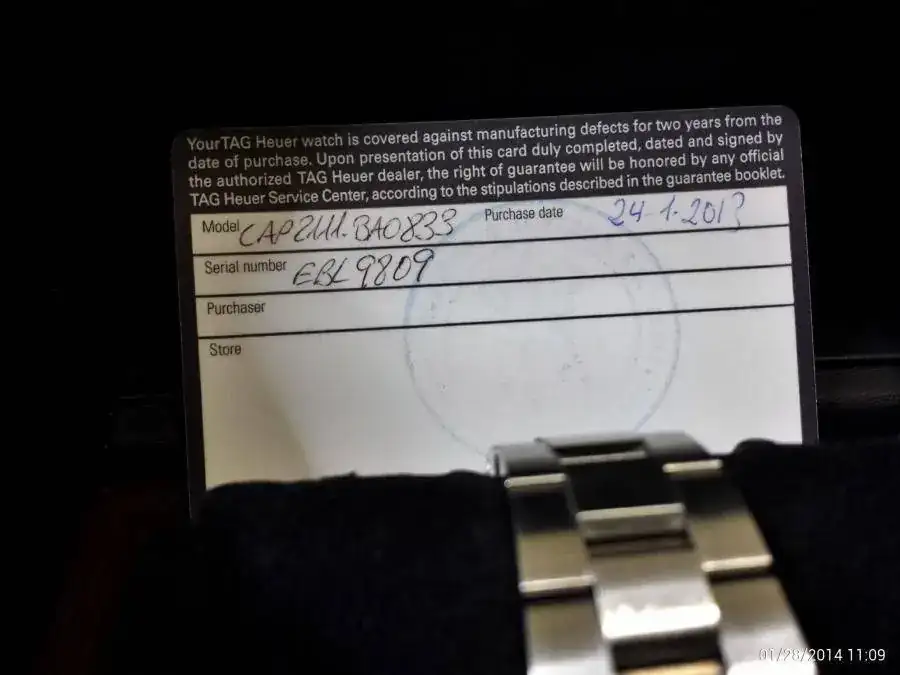 Your TAG Heuer watch is covered against manufacturing defects for two years from the
date of purchase. Upon presentation of this card duly completed, dated and signed by
the authorized TAG Heuer dealer, the right of guarantee will be honored by any official
TAG Heuer Service Center, according to the stipulations described in the guarantee booklet.
Model CAP2111.BA0833 Purchase date 24-1-2013
Serial number EBL9809
Purchaser
Store
01/28/2014 11:09